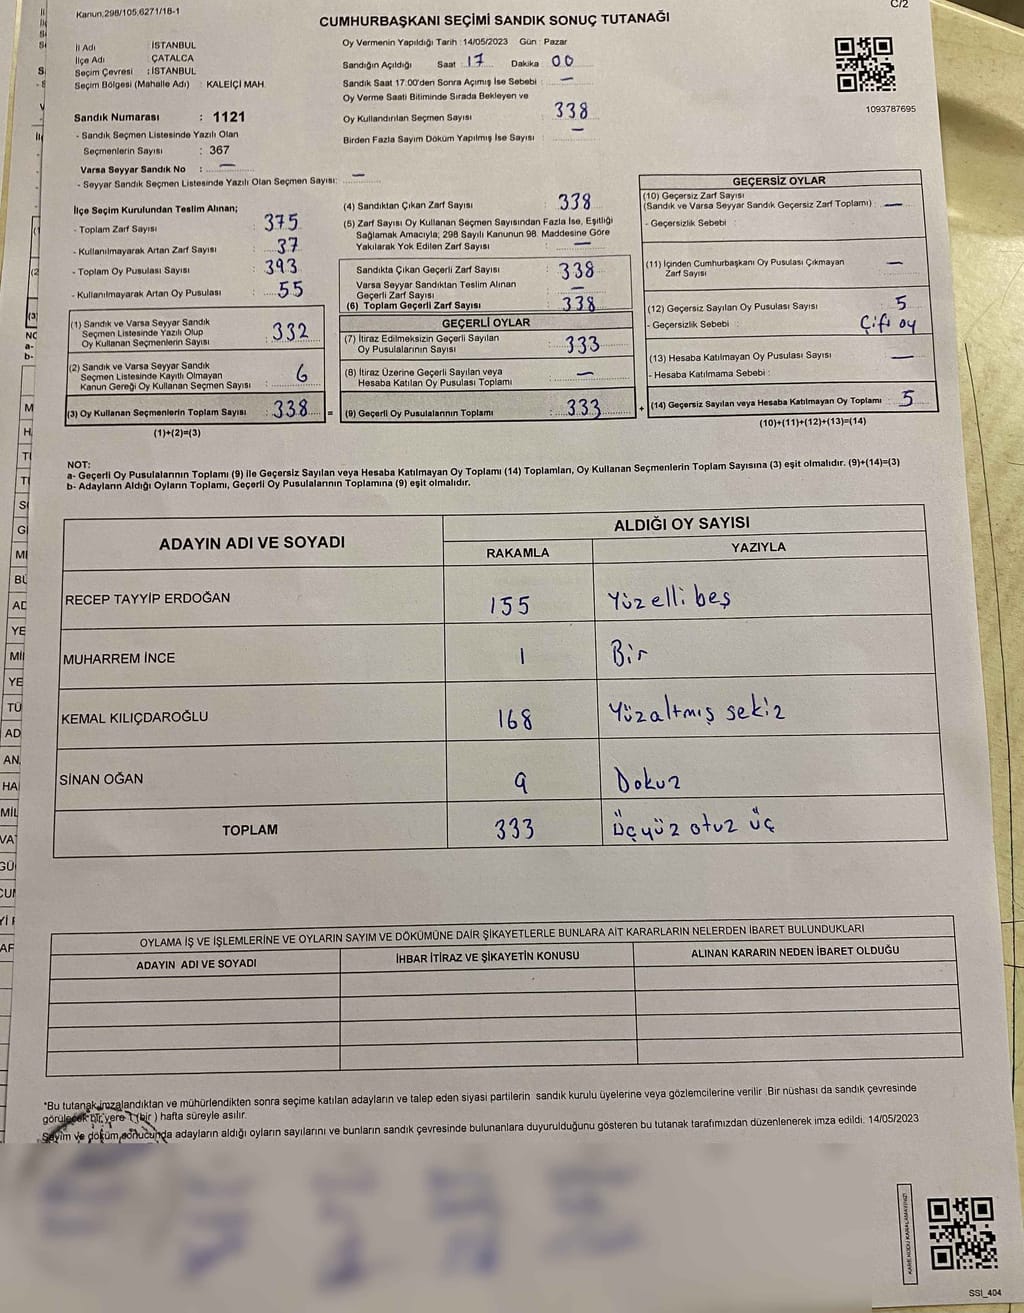 Kanun,298/105,6271/18-1
C/2
CUMHURBAŞKANI SEÇİMİ SANDIK SONUÇ TUTANAĞI
İl Adı İSTANBUL
İlçe Adı ÇATALCA
Seçim Çevresi : İSTANBUL
Seçim Bölgesi (Mahalle Adı) : KALEİÇİ MAH.
Sandık Numarası : 1121
- Sandık Seçmen Listesinde Yazılı Olan
Seçmenlerin Sayısı : 367
Varsa Seyyar Sandık No : —
- Seyyar Sandık Seçmen Listesinde Yazılı Olan Seçmen Sayısı: —
Oy Vermenin Yapıldığı Tarih : 14/05/2023 Gün : Pazar
Sandığın Açıldığı Saat : 17 Dakika 00
Sandık Saat 17:00'den Sonra Açımış İse Sebebi : —
Oy Verme Saati Bitiminde Sırada Bekleyen ve
Oy Kullandırılan Seçmen Sayısı : 338
Birden Fazla Sayım Döküm Yapılmış İse Sayısı : —
1093787695
İlçe Seçim Kurulundan Teslim Alınan;
- Toplam Zarf Sayısı : 375
- Kullanılmayarak Artan Zarf Sayısı : 37
- Toplam Oy Pusulası Sayısı : 393
- Kullanılmayarak Artan Oy Pusulası : 55
(1) Sandık ve Varsa Seyyar Sandık
Seçmen Listesinde Yazılı Olup
Oy Kullanan Seçmenlerin Sayısı : 332
(2) Sandık ve Varsa Seyyar Sandık
Seçmen Listesinde Kayıtlı Olmayan
Kanun Gereği Oy Kullanan Seçmen Sayısı : 6
(3) Oy Kullanan Seçmenlerin Toplam Sayısı : 338 =
(1)+(2)=(3)
(4) Sandıktan Çıkan Zarf Sayısı : 338
(5) Zarf Sayısı Oy Kullanan Seçmen Sayısından Fazla İse, Eşitliği
Sağlamak Amacıyla; 298 Sayılı Kanunun 98. Maddesine Göre
Yakılarak Yok Edilen Zarf Sayısı : —
Sandıkta Çıkan Geçerli Zarf Sayısı : 338
Varsa Seyyar Sandıktan Teslim Alınan
Geçerli Zarf Sayısı : —
(6) Toplam Geçerli Zarf Sayısı : 338
GEÇERLİ OYLAR
(7) İtiraz Edilmeksizin Geçerli Sayılan
Oy Pusulalarının Sayısı : 333
(8) İtiraz Üzerine Geçerli Sayılan veya
Hesaba Katılan Oy Pusulası Toplamı : —
(9) Geçerli Oy Pusulalarının Toplamı : 333 +
GEÇERSİZ OYLAR
(10) Geçersiz Zarf Sayısı
(Sandık ve Varsa Seyyar Sandık Geçersiz Zarf Toplamı) : —
- Geçersizlik Sebebi :
(11) İçinden Cumhurbaşkanı Oy Pusulası Çıkmayan
Zarf Sayısı —
(12) Geçersiz Sayılan Oy Pusulası Sayısı : 5
- Geçersizlik Sebebi : Çift oy
(13) Hesaba Katılmayan Oy Pusulası Sayısı : —
- Hesaba Katılmama Sebebi :
(14) Geçersiz Sayılan veya Hesaba Katılmayan Oy Toplamı : 5
(10)+(11)+(12)+(13)=(14)
NOT:
a- Geçerli Oy Pusulalarının Toplamı (9) ile Geçersiz Sayılan veya Hesaba Katılmayan Oy Toplamı (14) Toplamları, Oy Kullanan Seçmenlerin Toplam Sayısına (3) eşit olmalıdır. (9)+(14)=(3)
b- Adayların Aldığı Oyların Toplamı, Geçerli Oy Pusulalarının Toplamına (9) eşit olmalıdır.
ADAYIN ADI VE SOYADI
ALDIĞI OY SAYISI
RAKAMLA YAZIYLA
RECEP TAYYİP ERDOĞAN 155 Yüz elli beş
MUHARREM İNCE 1 Bir
KEMAL KILIÇDAROĞLU 168 Yüzaltmış sekiz
SİNAN OĞAN 9 Dokuz
TOPLAM 333 Üçyüz otuz üç
OYLAMA İŞ VE İŞLEMLERİNE VE OYLARIN SAYIM VE DÖKÜMÜNE DAİR ŞİKAYETLERLE BUNLARA AİT KARARLARIN NELERDEN İBARET BULUNDUKLARI
ADAYIN ADI VE SOYADI İHBAR İTİRAZ VE ŞİKAYETİN KONUSU ALINAN KARARIN NEDEN İBARET OLDUĞU
*Bu tutanak imzalandıktan ve mühürlendikten sonra seçime katılan adayların ve talep eden siyasi partilerin sandık kurulu üyelerine veya gözlemcilerine verilir. Bir nüshası da sandık çevresinde
görülecek bir yere 1 (bir ) hafta süreyle asılır.
Sayım ve döküm sonucunda adayların aldığı oyların sayılarını ve bunların sandık çevresinde bulunanlara duyurulduğunu gösteren bu tutanak tarafımızdan düzenlenerek imza edildi. 14/05/2023
SSI_404